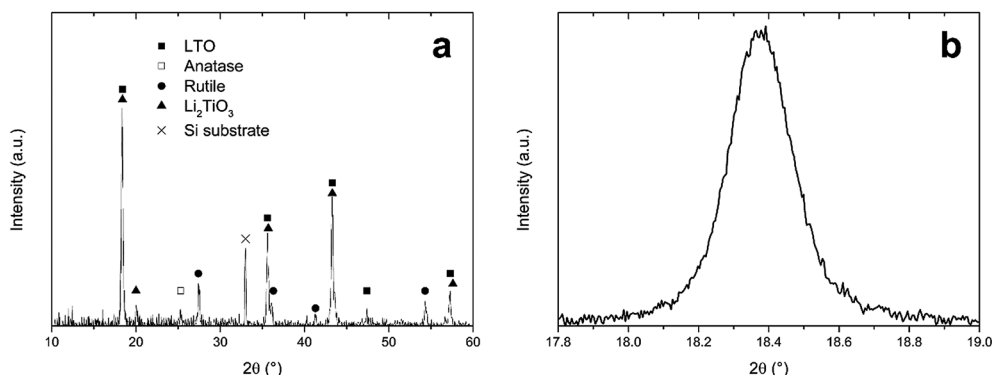 a
LTO
Anatase
Rutile
Li₂TiO₃
Si substrate
Intensity (a.u.)
10 20 30 40 50 60
2θ (°)
b
Intensity (a.u.)
17.8 18.0 18.2 18.4 18.6 18.8 19.0
2θ (°)